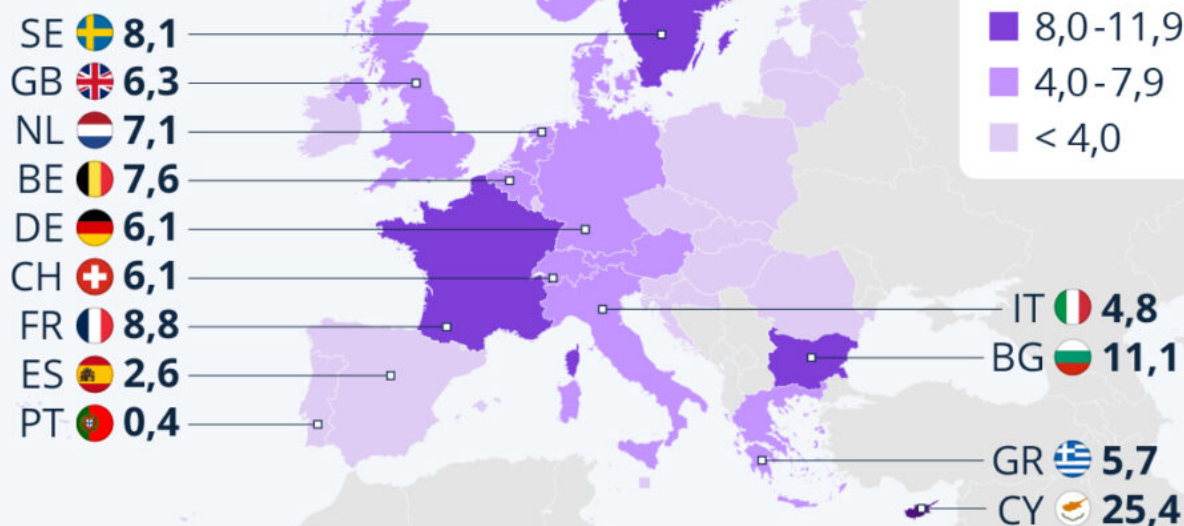 SE 8,1
GB 6,3
NL 7,1
BE 7,6
DE 6,1
CH 6,1
FR 8,8
ES 2,6
PT 0,4
8,0-11,9
4,0-7,9
< 4,0
IT 4,8
BG 11,1
GR 5,7
CY 25,4